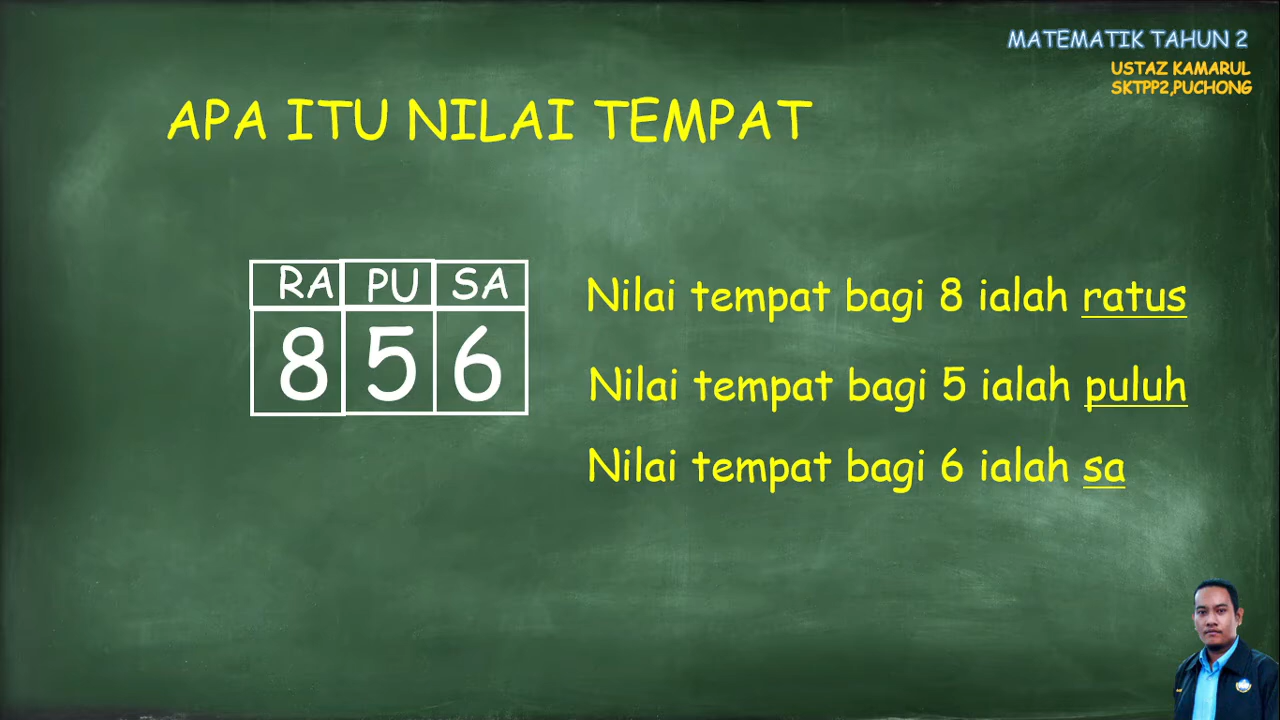 MATEMATIK TAHUN 2
USTAZ KAMARUL
SKTPP2,PUCHONG
APA ITU NILAI TEMPAT
RA PU SA
8 5 6
Nilai tempat bagi 8 ialah ratus
Nilai tempat bagi 5 ialah puluh
Nilai tempat bagi 6 ialah sa